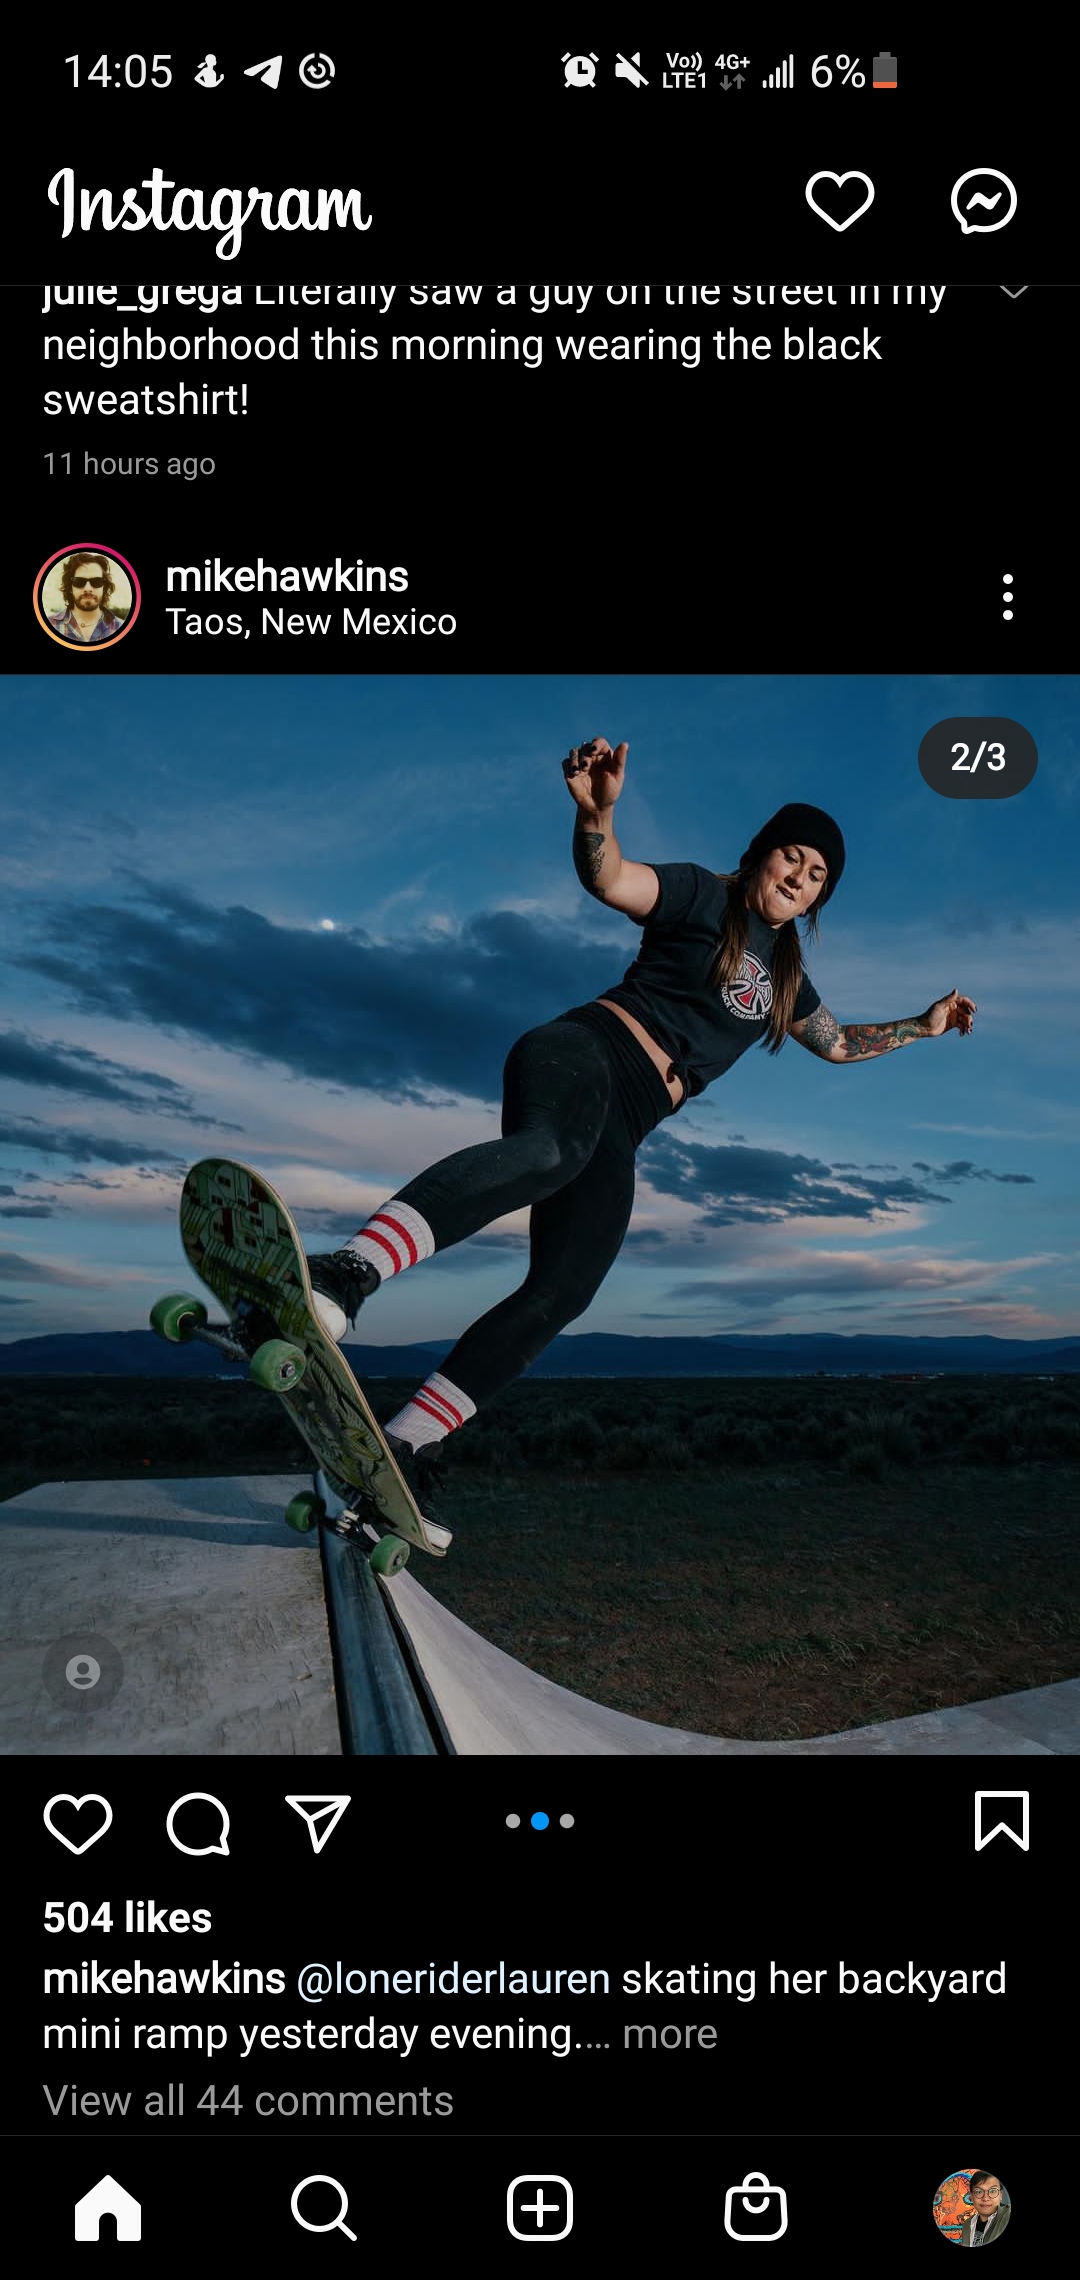 14:05 Vo)) LTE1 4G+ 6%
Instagram
julie_grega Literally saw a guy on the street in my
neighborhood this morning wearing the black
sweatshirt!
11 hours ago
mikehawkins
Taos, New Mexico
2/3
TRUCK COMPANY
504 likes
mikehawkins @loneriderlauren skating her backyard
mini ramp yesterday evening.... more
View all 44 comments